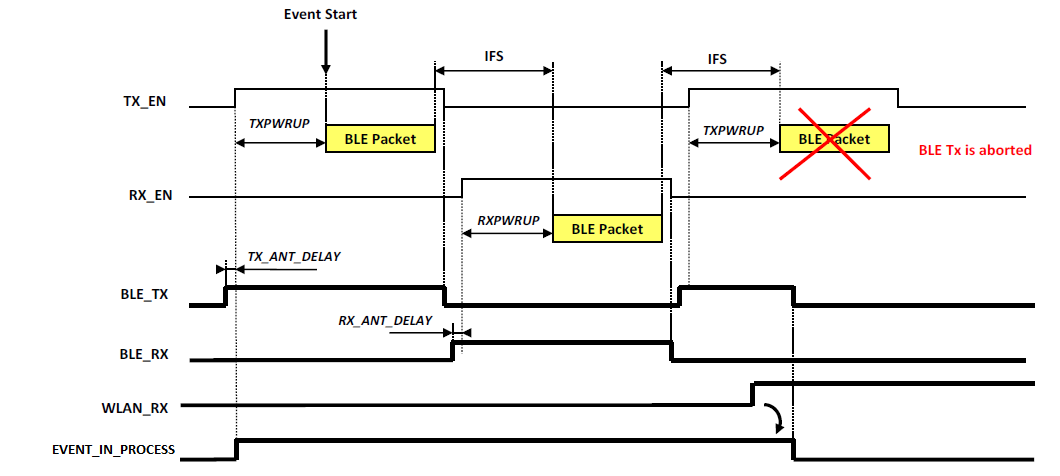 Event Start
IFS
IFS
TX_EN
TXPWRUP
BLE Packet
TXPWRUP
BLE Packet
BLE Tx is aborted
RX_EN
RXPWRUP
BLE Packet
TX_ANT_DELAY
BLE_TX
RX_ANT_DELAY
BLE_RX
WLAN_RX
EVENT_IN_PROCESS